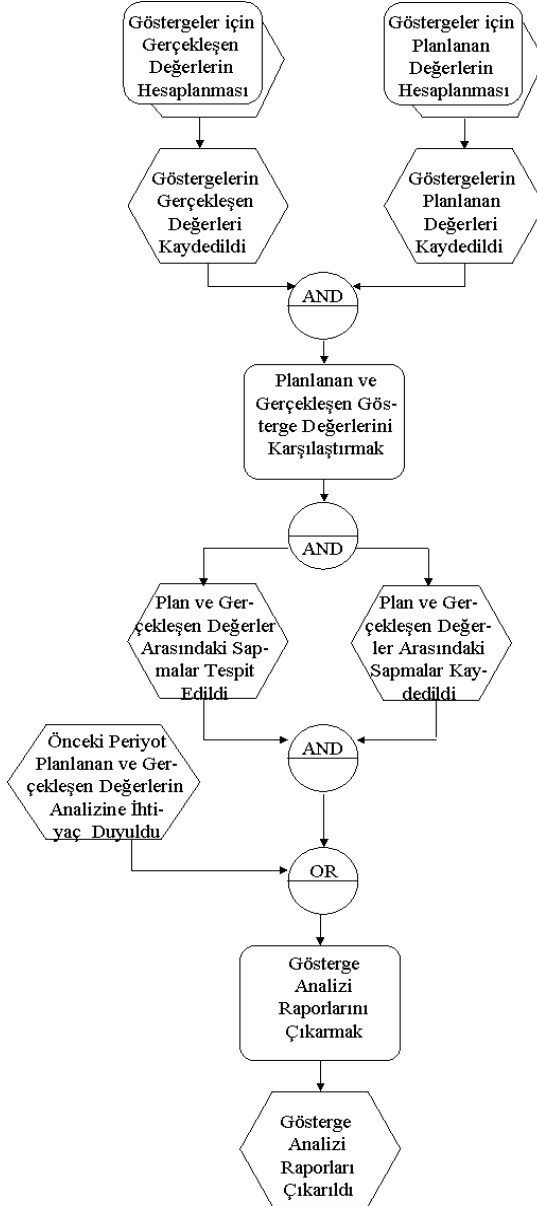 Göstergeler için
Gerçekleşen
Değerlerin
Hesaplanması
Göstergeler için
Planlanan
Değerlerin
Hesaplanması
Göstergelerin
Gerçekleşen
Değerleri
Kaydedildi
Göstergelerin
Planlanan
Değerleri
Kaydedildi
AND
Planlanan ve
Gerçekleşen Gös-
terge Değerlerini
Karşılaştırmak
AND
Plan ve Ger-
çekleşen Değerler
Arasındaki Sap-
malar Tespit
Edildi
Plan ve Ger-
çekleşen Değer-
ler Arasındaki
Sapmalar Kay-
dedildi
AND
Önceki Periyot
Planlanan ve Ger-
çekleşen Değerlerin
Analizine İhti-
yaç Duyuldu
OR
Gösterge
Analizi
Raporlarını
Çıkarmak
Gösterge
Analizi
Raporları
Çıkarıldı